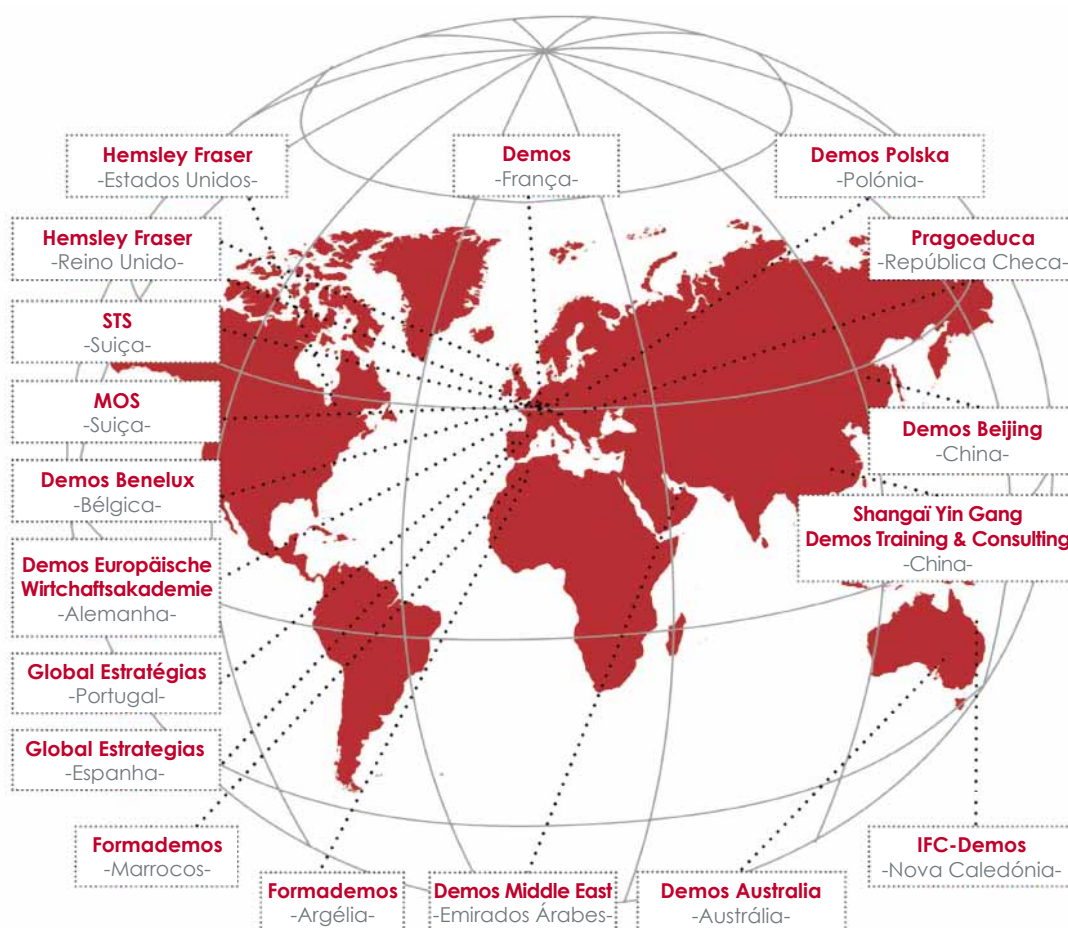 Hemsley Fraser
-Estados Unidos-
Demos
-França-
Demos Polska
-Polónia-
Hemsley Fraser
-Reino Unido-
Pragoeduca
-República Checa-
STS
-Suiça-
MOS
-Suiça-
Demos Beijing
-China-
Demos Benelux
-Bélgica-
Shangaï Yin Gang
Demos Training & Consulting
-China-
Demos Europäische
Wirtchaftsakademie
-Alemanha-
Global Estratégias
-Portugal-
Global Estrategias
-Espanha-
Formademos
-Marrocos-
IFC-Demos
-Nova Caledónia-
Formademos
-Argélia-
Demos Middle East
-Emirados Árabes-
Demos Australia
-Austrália-